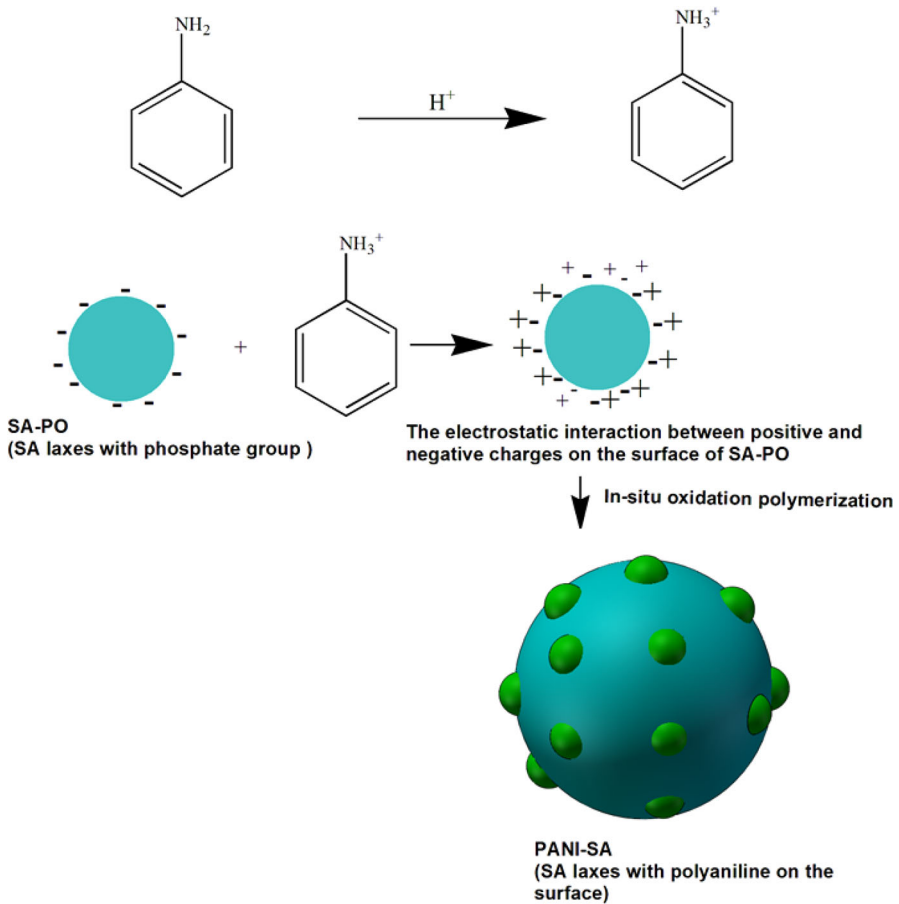 NH₂
NH₃⁺
H⁺
NH₃⁺
+
SA-PO
(SA laxes with phosphate group )
The electrostatic interaction between positive and
negative charges on the surface of SA-PO
In-situ oxidation polymerization
PANI-SA
(SA laxes with polyaniline on the
surface)